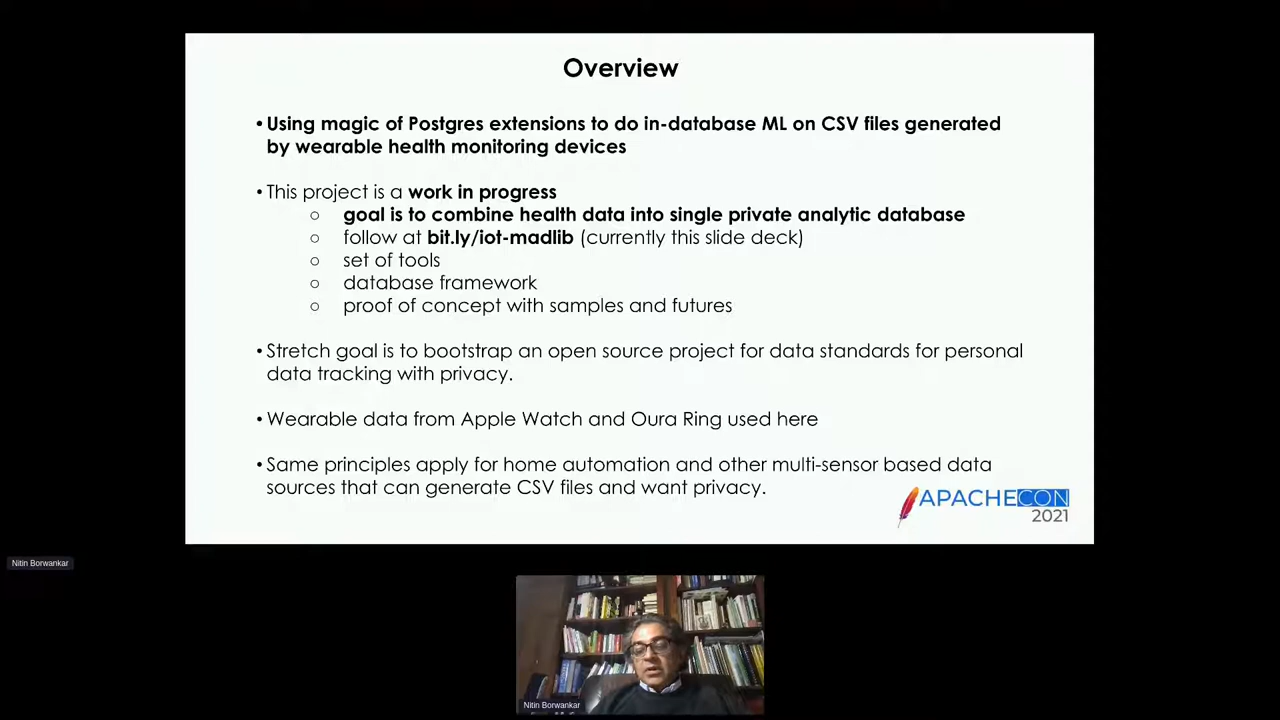 Overview
• Using magic of Postgres extensions to do in-database ML on CSV files generated
by wearable health monitoring devices
• This project is a work in progress
○ goal is to combine health data into single private analytic database
○ follow at bit.ly/iot-madlib (currently this slide deck)
○ set of tools
○ database framework
○ proof of concept with samples and futures
• Stretch goal is to bootstrap an open source project for data standards for personal
data tracking with privacy.
• Wearable data from Apple Watch and Oura Ring used here
• Same principles apply for home automation and other multi-sensor based data
sources that can generate CSV files and want privacy.
APACHECON
2021
Nitin Borwankar
Nitin Borwankar